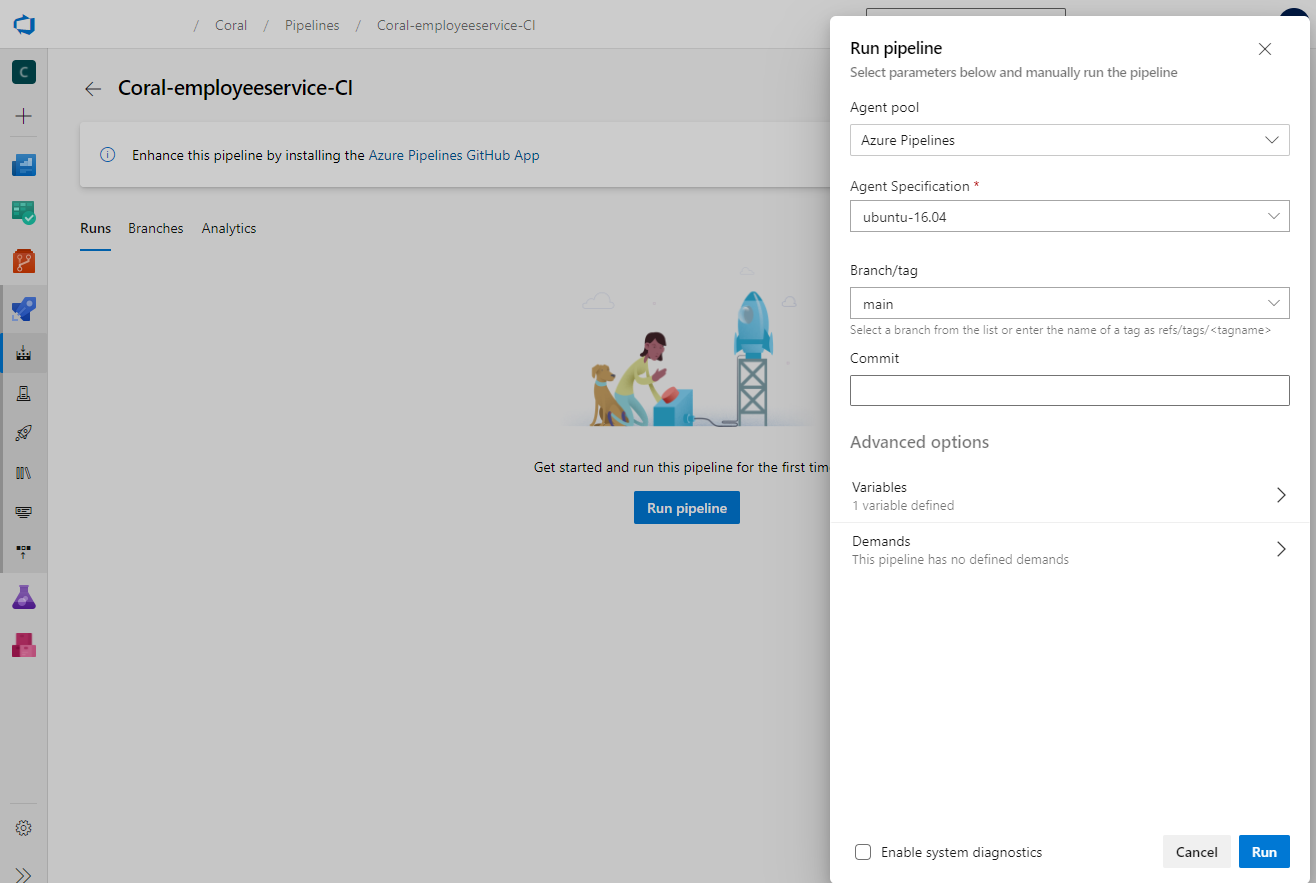 / Coral / Pipelines / Coral-employeeservice-CI
C
Coral-employeeservice-CI
Enhance this pipeline by installing the Azure Pipelines GitHub App
Runs Branches Analytics
Get started and run this pipeline for the first tim
Run pipeline
Run pipeline
Select parameters below and manually run the pipeline
Agent pool
Azure Pipelines
Agent Specification *
ubuntu-16.04
Branch/tag
main
Select a branch from the list or enter the name of a tag as refs/tags/<tagname>
Commit
Advanced options
Variables
1 variable defined
Demands
This pipeline has no defined demands
Enable system diagnostics
Cancel
Run